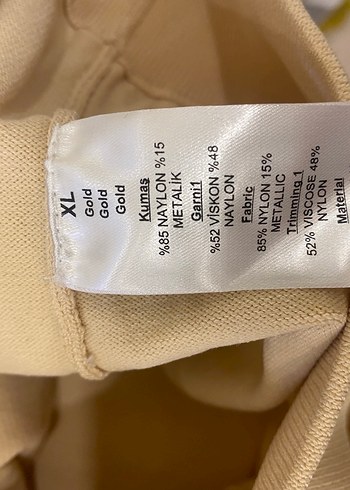 XL
Gold
Gold
Gold
Kumaş
%85 NAYLON %15
METALİK
Garni1
%52 VİSKON %48
NAYLON
Fabric
85% NYLON 15%
METALLIC
Trimming 1
52% VISCOSE 48%
NYLON
Material